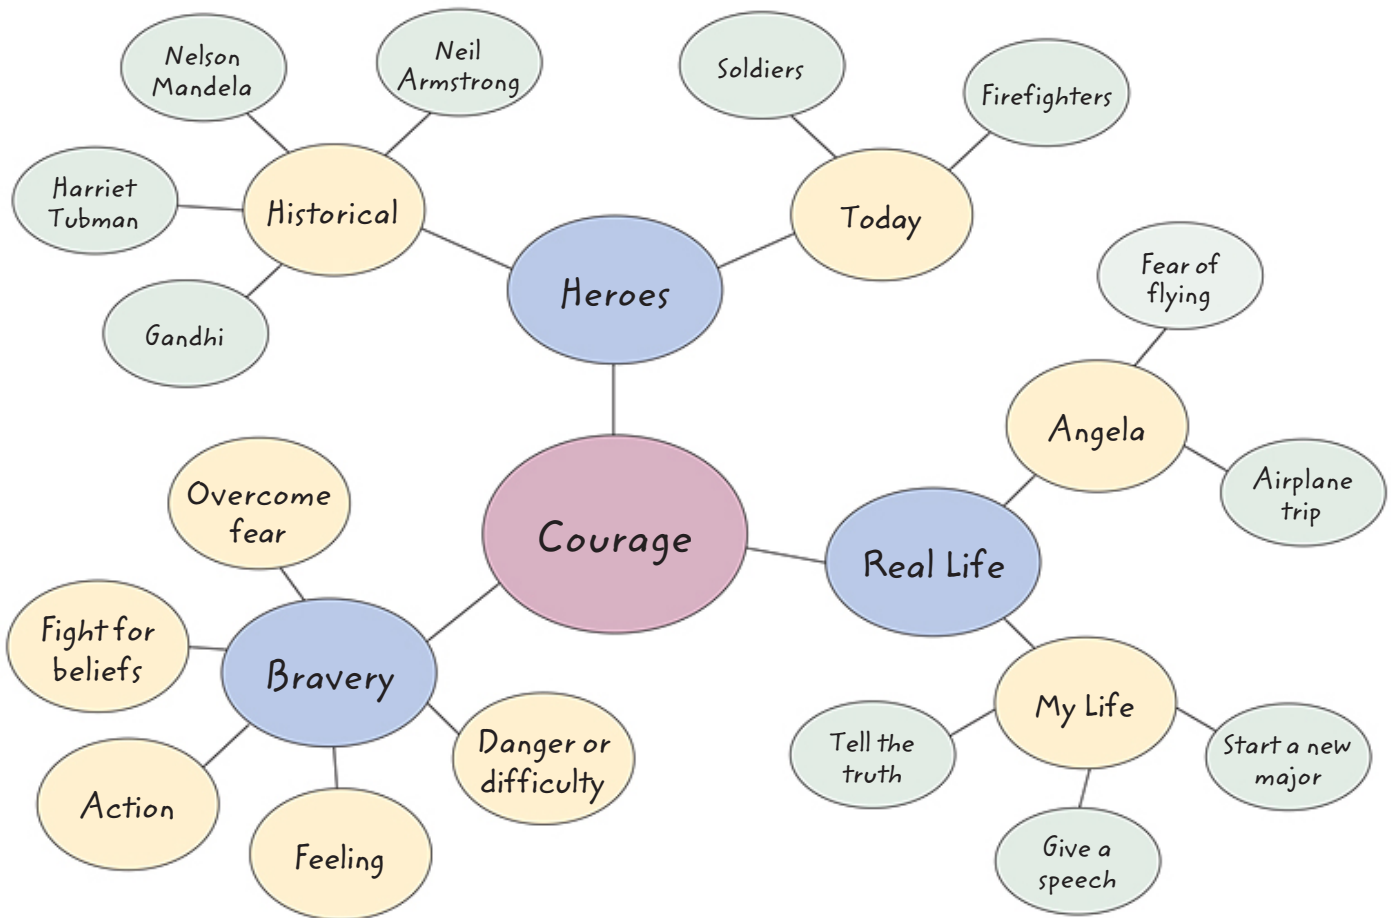 Nelson
Mandela
Neil
Armstrong
Soldiers
Firefighters
Harriet
Tubman
Historical
Today
Gandhi
Heroes
Fear of
flying
Angela
Airplane
trip
Courage
Real Life
Overcome
fear
Fight for
beliefs
Bravery
Action
Feeling
Danger or
difficulty
My Life
Tell the
truth
Start a new
major
Give a
speech